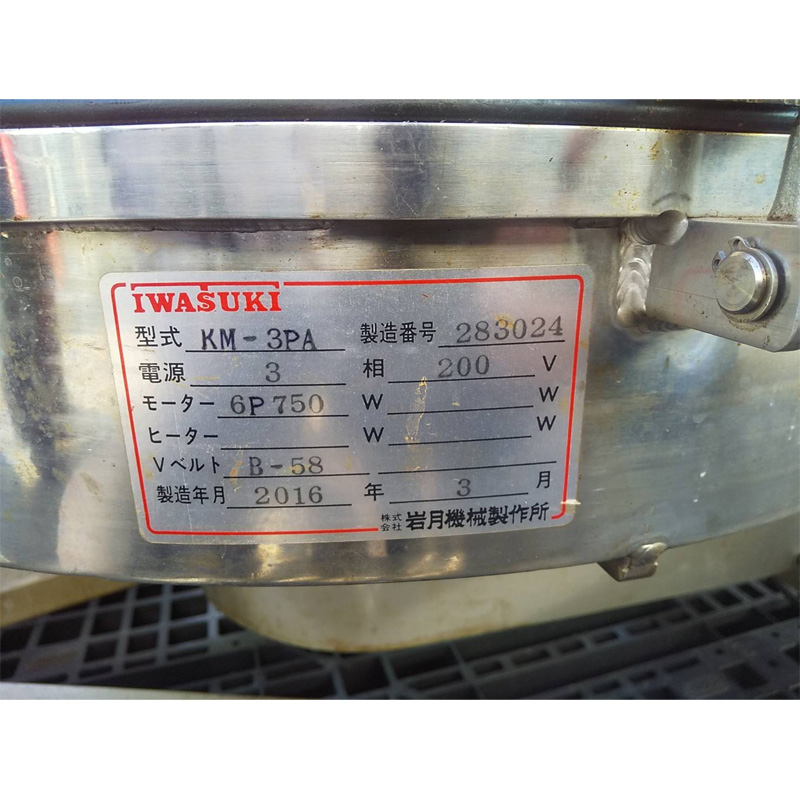 IWASUKI
型式 KM-3PA 製造番号 283024
電源 3 相 200 V
モーター 6P 750 W W
ヒーター W W
Vベルト B-58
製造年月 2016 年 3 月
株式会社 岩月機械製作所